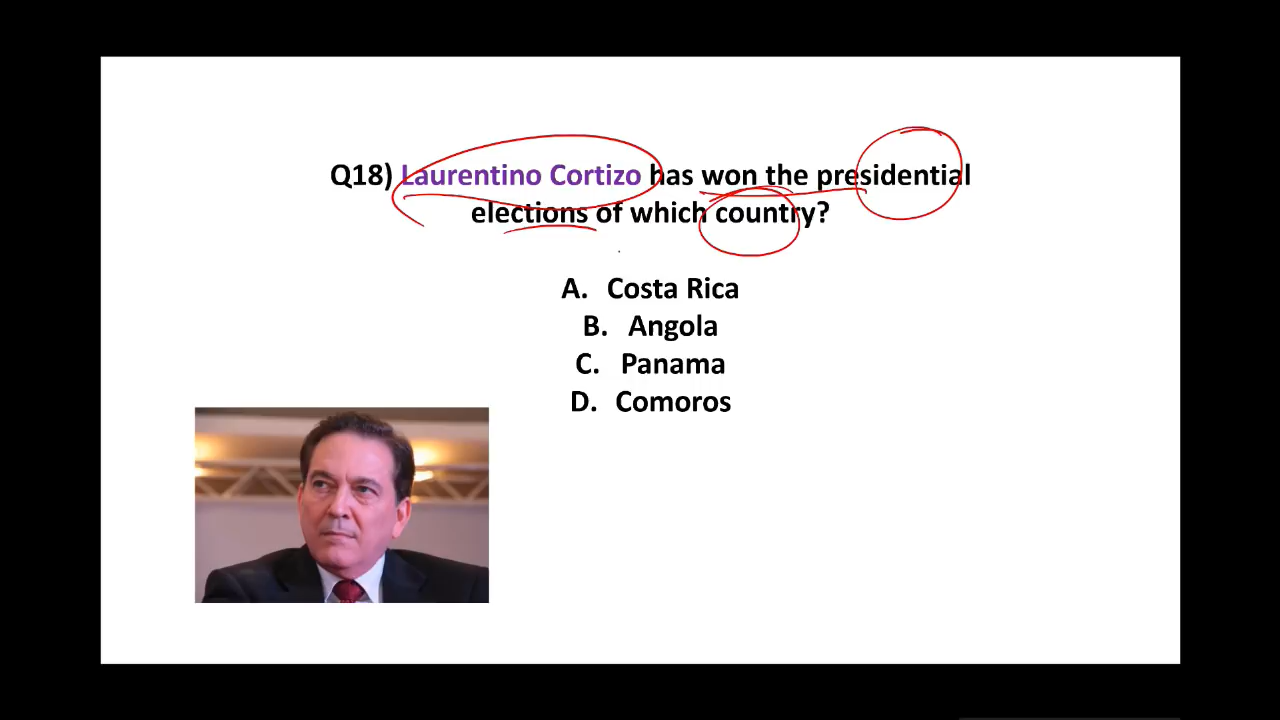 Q18) Laurentino Cortizo has won the presidential
elections of which country?
A. Costa Rica
B. Angola
C. Panama
D. Comoros